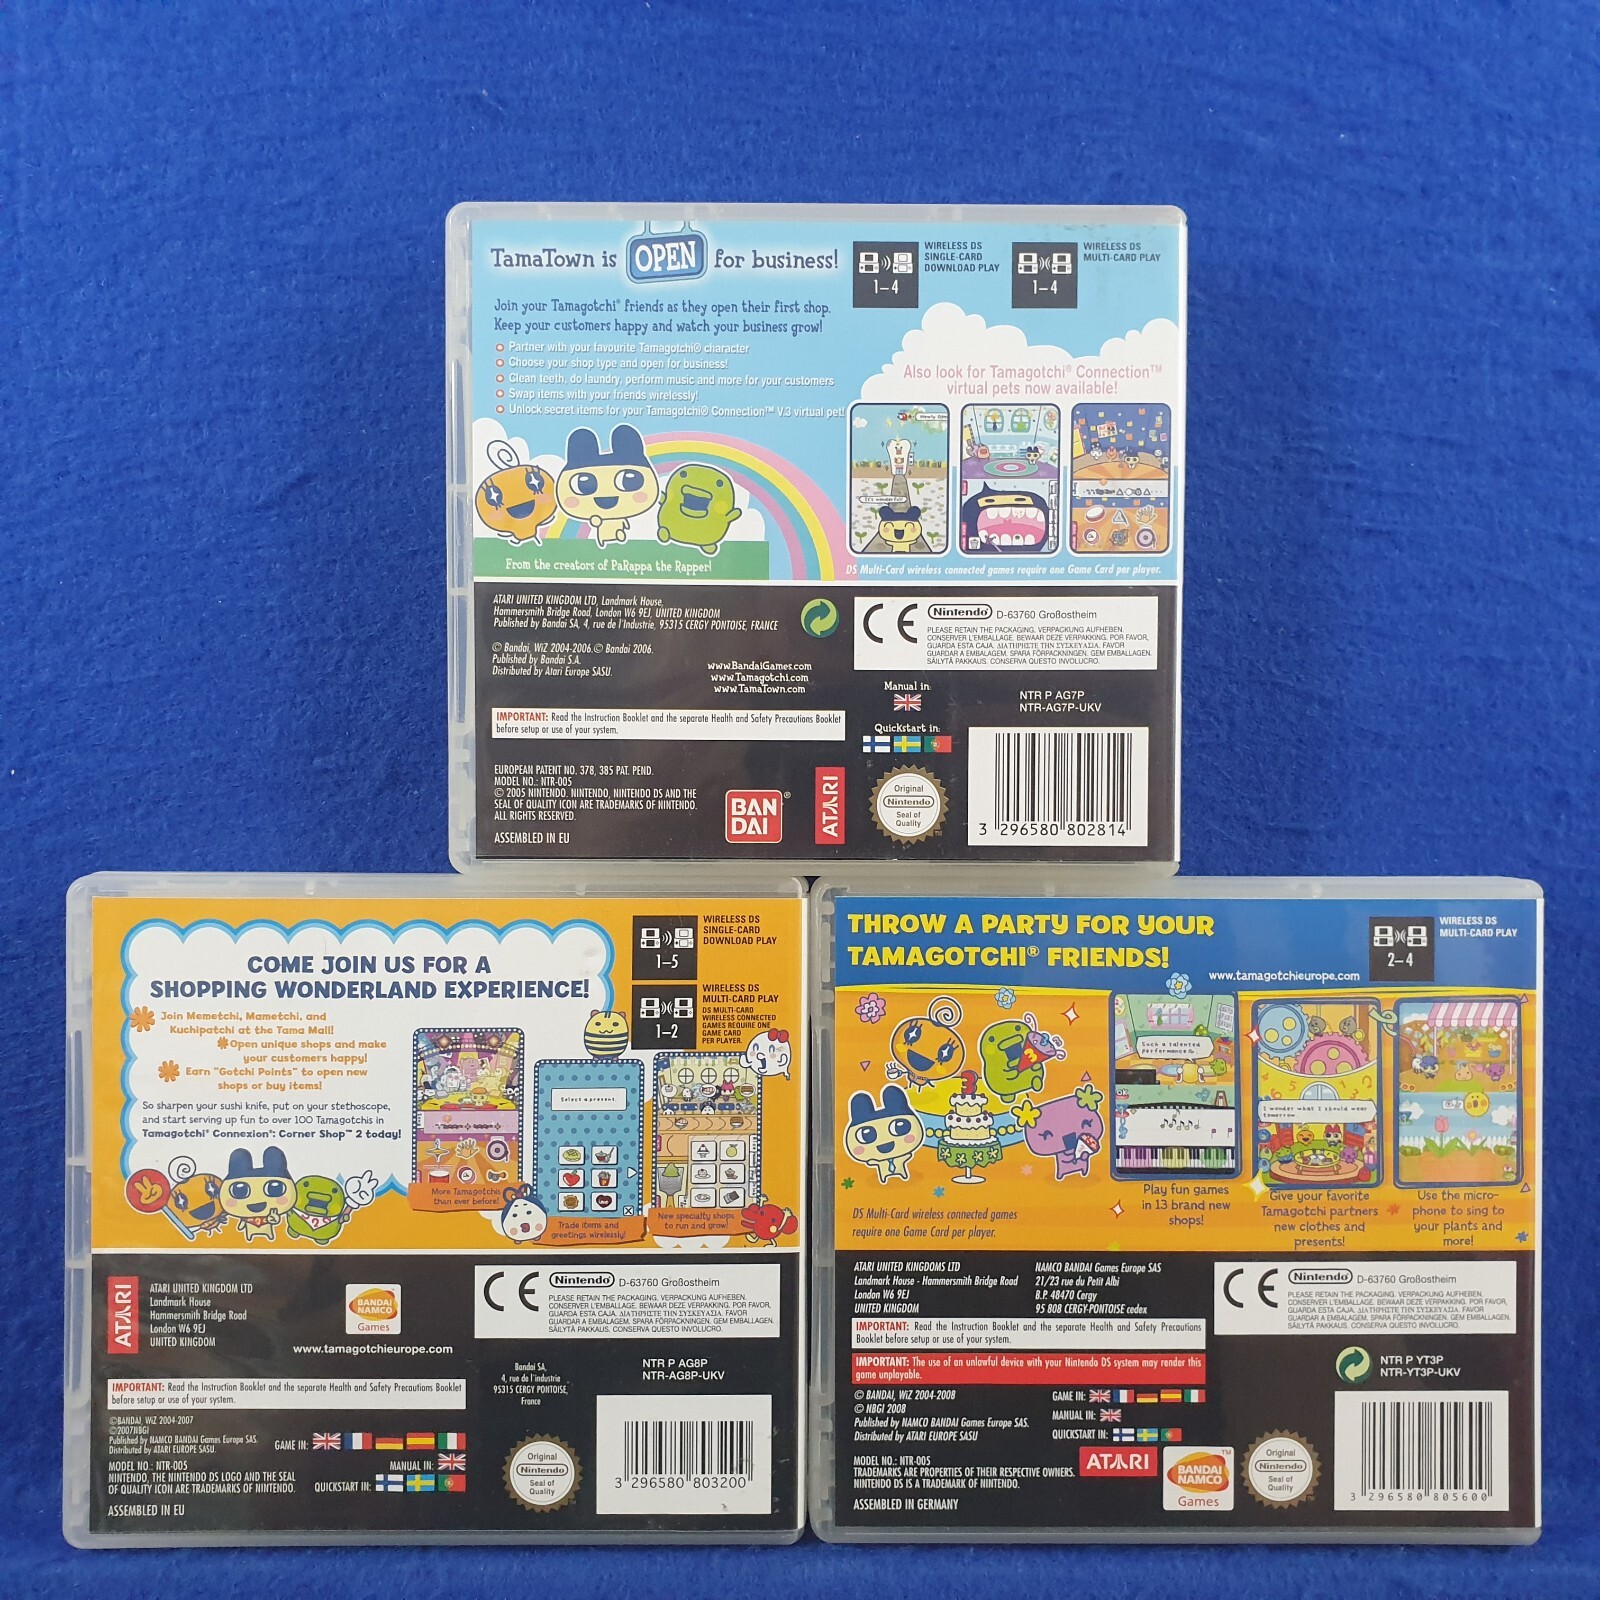 TamaTown is OPEN for business!
WIRELESS DS
SINGLE-CARD
DOWNLOAD PLAY
1-4
WIRELESS DS
MULTI-CARD PLAY
1-4
Join your Tamagotchi® friends as they open their first shop.
Keep your customers happy and watch your business grow!
Partner with your favourite Tamagotchi® character
Choose your shop type and open for business!
Clean teeth, do laundry, perform music and more for your customers
Swap items with your friends wirelessly!
Unlock secret items for your Tamagotchi® Connection™ V.3 virtual pet!
Also look for Tamagotchi® Connection™
virtual pets now available!
It's wonderful!
From the creators of PaRappa the Rapper!
DS Multi-Card wireless connected games require one Game Card per player.
ATARI UNITED KINGDOM LTD, Landmark House,
Hammersmith Bridge Road, London W6 9EJ, UNITED KINGDOM
Published by Bandai SA, 4, rue de l'Industrie, 95315 CERGY PONTOISE, FRANCE
© Bandai, WiZ 2004-2006.© Bandai 2006.
Published by Bandai S.A.
Distributed by Atari Europe SASU.
www.BandaiGames.com
www.Tamagotchi.com
www.TamaTown.com
CE Nintendo D-63760 Großostheim
PLEASE RETAIN THE PACKAGING. VERPACKUNG AUFHEBEN.
CONSERVER L'EMBALLAGE. BEWAAR DEZE VERPAKKING. POR FAVOR,
GUARDA ESTA CAJA. ΔΙΑΤΗΡΗΣΤΕ ΤΗΝ ΣΥΣΚΕΥΑΣΙΑ. FAVOR
GUARDAR A EMBALAGEM. SPARA FÖRPACKNINGEN. GEM EMBALLAGEN.
SÄILYTÄ PAKKAUS. CONSERVA QUESTO INVOLUCRO.
Manual in:
Quickstart in:
NTR P AG7P
NTR-AG7P-UKV
IMPORTANT: Read the Instruction Booklet and the separate Health and Safety Precautions Booklet
before setup or use of your system.
EUROPEAN PATENT NO. 378, 385 PAT. PEND.
MODEL NO.: NTR-005
© 2005 NINTENDO. NINTENDO, NINTENDO DS AND THE
SEAL OF QUALITY ICON ARE TRADEMARKS OF NINTENDO.
ALL RIGHTS RESERVED.
ASSEMBLED IN EU
BANDAI®
ATARI
Original
Nintendo
Seal of
Quality
3 296580 802814
COME JOIN US FOR A
SHOPPING WONDERLAND EXPERIENCE!
WIRELESS DS
SINGLE-CARD
DOWNLOAD PLAY
1-5
WIRELESS DS
MULTI-CARD PLAY
DS MULTI-CARD
WIRELESS CONNECTED
GAMES REQUIRE ONE
GAME CARD
PER PLAYER.
1-2
Join Memetchi, Mametchi, and
Kuchipatchi at the Tama Mall!
Open unique shops and make
your customers happy!
Earn "Gotchi Points" to open new
shops or buy items!
So sharpen your sushi knife, put on your stethoscope,
and start serving up fun to over 100 Tamagotchis in
Tamagotchi® Connexion®: Corner Shop™ 2 today!
Select a present.
More Tamagotchis
than ever before!
Trade items and
greetings wirelessly!
New specialty shops
to run and grow!
ATARI
ATARI UNITED KINGDOM LTD
Landmark House
Hammersmith Bridge Road
London W6 9EJ
UNITED KINGDOM
BANDAI NAMCO
Games
www.tamagotchieurope.com
CE Nintendo D-63760 Großostheim
PLEASE RETAIN THE PACKAGING. VERPACKUNG AUFHEBEN.
CONSERVER L'EMBALLAGE. BEWAAR DEZE VERPAKKING. POR FAVOR,
GUARDA ESTA CAJA. ΔΙΑΤΗΡΗΣΤΕ ΤΗΝ ΣΥΣΚΕΥΑΣΙΑ. FAVOR
GUARDAR A EMBALAGEM. SPARA FÖRPACKNINGEN. GEM EMBALLAGEN.
SÄILYTÄ PAKKAUS. CONSERVA QUESTO INVOLUCRO.
Bandai SA,
4, rue de l'industrie
95315 CERGY PONTOISE,
France
NTR P AG8P
NTR-AG8P-UKV
IMPORTANT: Read the Instruction Booklet and the separate Health and Safety Precautions Booklet
before setup or use of your system.
©BANDAI, WiZ 2004-2007
©2007NBGI
Published by NAMCO BANDAI Games Europe SAS.
Distributed by ATARI EUROPE SASU.
MODEL NO.: NTR-005
NINTENDO, THE NINTENDO DS LOGO AND THE SEAL
OF QUALITY ICON ARE TRADEMARKS OF NINTENDO.
ASSEMBLED IN EU
GAME IN:
MANUAL IN:
QUICKSTART IN:
Original
Nintendo
Seal of
Quality
3 296580 803200
THROW A PARTY FOR YOUR
TAMAGOTCHI® FRIENDS!
www.tamagotchieurope.com
2-4
WIRELESS DS
MULTI-CARD PLAY
Such a talented
performance
I wonder what I should wear
tomorrow
Play fun games
in 13 brand new
shops!
Give your favorite
Tamagotchi partners
new clothes and
presents!
Use the micro-
phone to sing to
your plants and
more!
DS Multi-Card wireless connected games
require one Game Card per player.
ATARI UNITED KINGDOMS LTD
Landmark House - Hammersmith Bridge Road
London W6 9EJ
UNITED KINGDOM
NAMCO BANDAI Games Europe SAS
21/23 rue du Petit Albi
B.P. 48470 Cergy
95 808 CERGY-PONTOISE cedex
CE Nintendo D-63760 Großostheim
PLEASE RETAIN THE PACKAGING. VERPACKUNG AUFHEBEN.
CONSERVER L'EMBALLAGE. BEWAAR DEZE VERPAKKING. POR FAVOR,
GUARDA ESTA CAJA. ΔΙΑΤΗΡΗΣΤΕ ΤΗΝ ΣΥΣΚΕΥΑΣΙΑ. FAVOR
GUARDAR A EMBALAGEM. SPARA FÖRPACKNINGEN. GEM EMBALLAGEN.
SÄILYTÄ PAKKAUS. CONSERVA QUESTO INVOLUCRO.
IMPORTANT: Read the Instruction Booklet and the separate Health and Safety Precautions
Booklet before setup or use of your system.
IMPORTANT: The use of an unlawful device with your Nintendo DS system may render this
game unplayable.
NTR P YT3P
NTR-YT3P-UKV
© BANDAI, WiZ 2004-2008
© NBGI 2008
Published by NAMCO BANDAI Games Europe SAS.
Distributed by ATARI EUROPE SASU
GAME IN:
MANUAL IN:
QUICKSTART IN:
MODEL NO.: NTR-005
TRADEMARKS ARE PROPERTIES OF THEIR RESPECTIVE OWNERS.
NINTENDO DS IS A TRADEMARK OF NINTENDO.
ASSEMBLED IN GERMANY
ATARI
BANDAI NAMCO™
Games
Original
Nintendo
Seal of
Quality
3 296580 805600